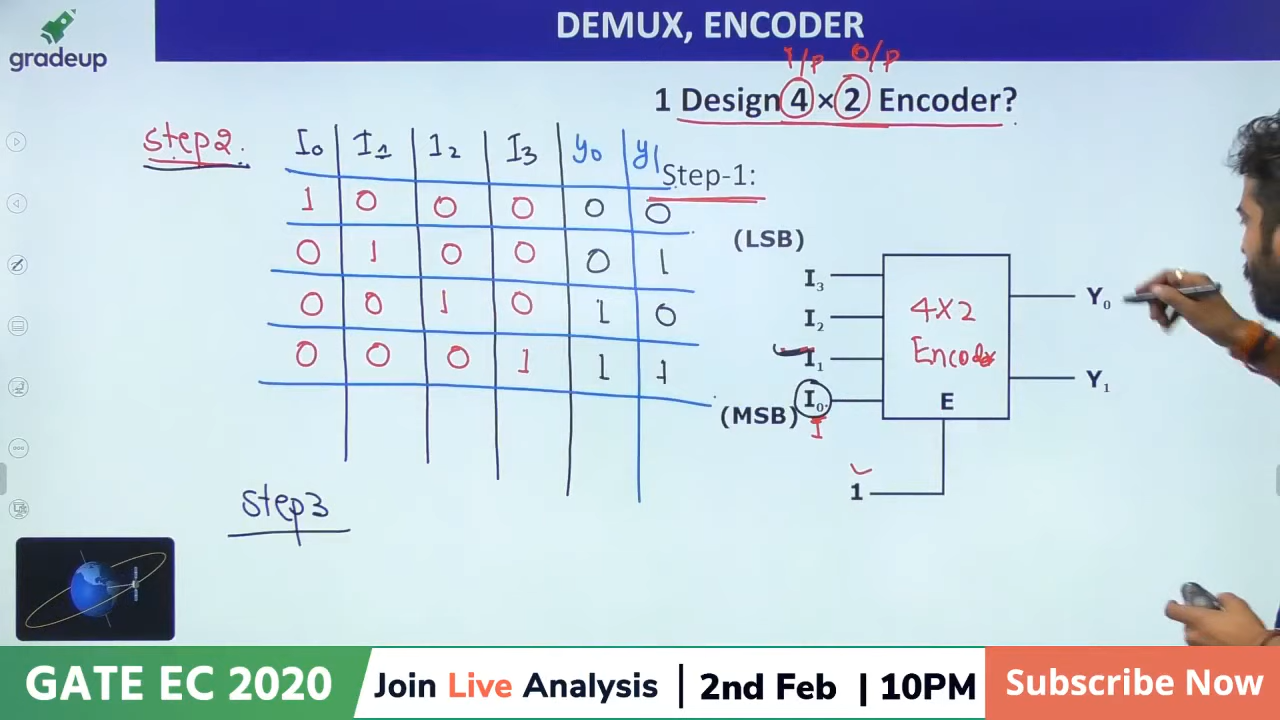 gradeup
DEMUX, ENCODER
I/p O/p
1 Design 4×2 Encoder?
Step2.
I₀ I₁ I₂ I₃ y₀ y₁
1 0 0 0 0 0
0 1 0 0 0 1
0 0 1 0 1 0
0 0 0 1 1 1
Step-1:
(LSB)
I₃
I₂
I₁
(MSB) I₀
I
4X2
Encoder
E
Y₀
Y₁
1
Step3
GATE EC 2020
Join Live Analysis | 2nd Feb | 10PM
Subscribe Now